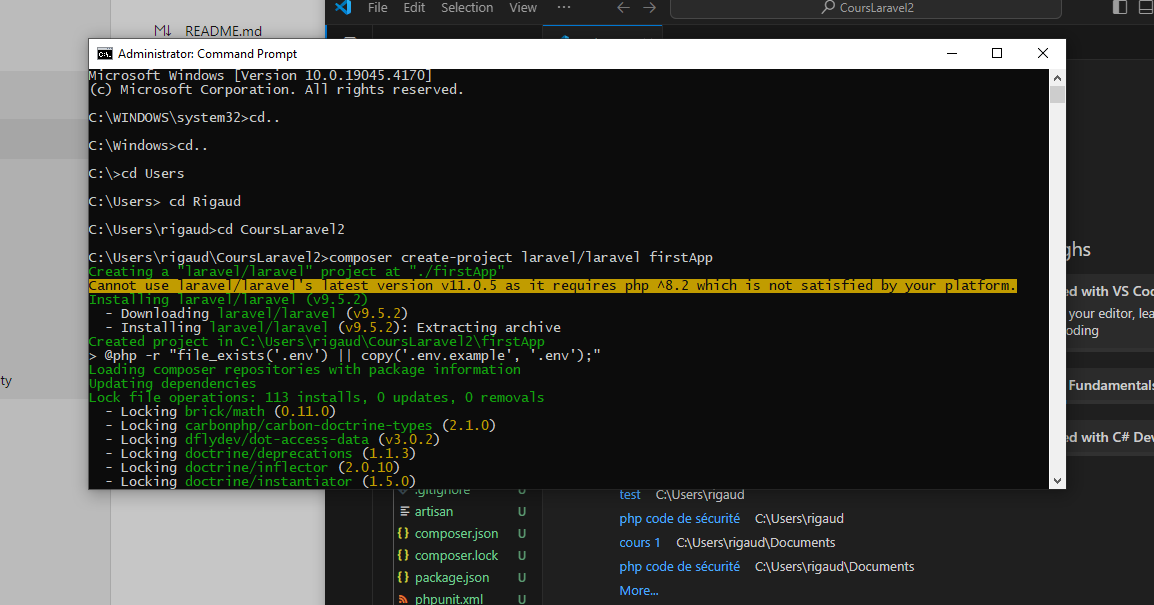 File Edit Selection View ··· CoursLaravel2
README.md
Administrator: Command Prompt
Microsoft Windows [Version 10.0.19045.4170]
(c) Microsoft Corporation. All rights reserved.
C:\WINDOWS\system32>cd..
C:\Windows>cd..
C:\>cd Users
C:\Users> cd Rigaud
C:\Users\rigaud>cd CoursLaravel2
C:\Users\rigaud\CoursLaravel2>composer create-project laravel/laravel firstApp
Creating a "laravel/laravel" project at "./firstApp"
Cannot use laravel/laravel's latest version v11.0.5 as it requires php ^8.2 which is not satisfied by your platform.
Installing laravel/laravel (v9.5.2)
- Downloading laravel/laravel (v9.5.2)
- Installing laravel/laravel (v9.5.2): Extracting archive
Created project in C:\Users\rigaud\CoursLaravel2\firstApp
> @php -r "file_exists('.env') || copy('.env.example', '.env');"
Loading composer repositories with package information
Updating dependencies
Lock file operations: 113 installs, 0 updates, 0 removals
- Locking brick/math (0.11.0)
- Locking carbonphp/carbon-doctrine-types (2.1.0)
- Locking dflydev/dot-access-data (v3.0.2)
- Locking doctrine/deprecations (1.1.3)
- Locking doctrine/inflector (2.0.10)
- Locking doctrine/instantiator (1.5.0)
ty
ghs
ed with VS Coc
your editor, lea
oding
Fundamentals
ed with C# Dev
.gitignore U
artisan U
composer.json U
composer.lock U
package.json U
phpunit.xml U
test C:\Users\rigaud
php code de sécurité C:\Users\rigaud
cours 1 C:\Users\rigaud\Documents
php code de sécurité C:\Users\rigaud\Documents
More...